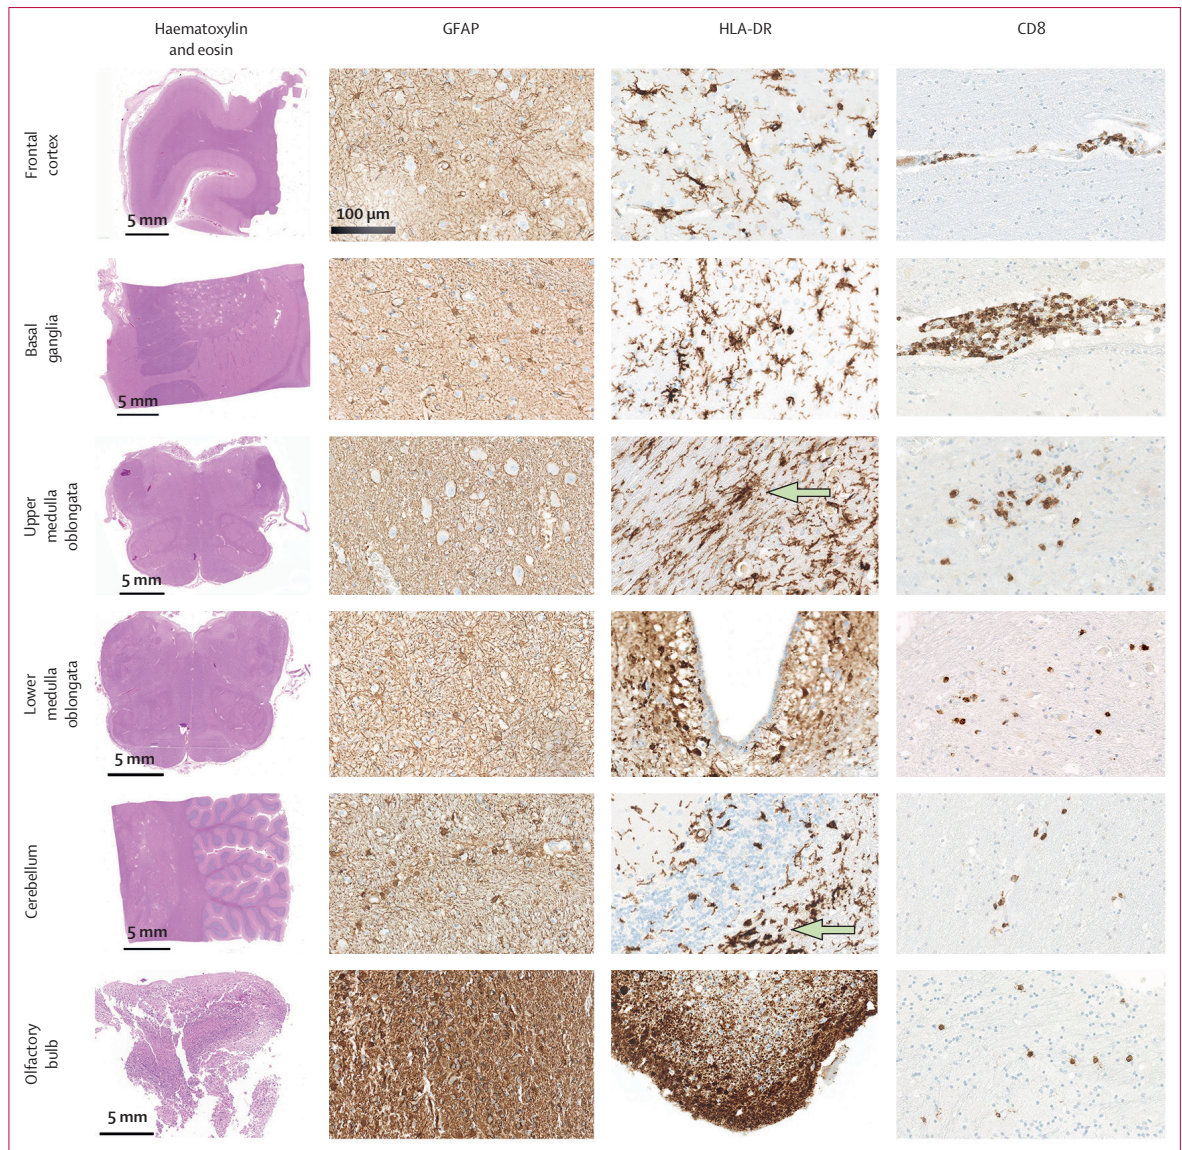 Haematoxylin
and eosin
GFAP
HLA-DR
CD8
Frontal
cortex
5 mm
100 µm
Basal
ganglia
5 mm
Upper
medulla
oblongata
5 mm
Lower
medulla
oblongata
5 mm
Cerebellum
5 mm
Olfactory
bulb
5 mm